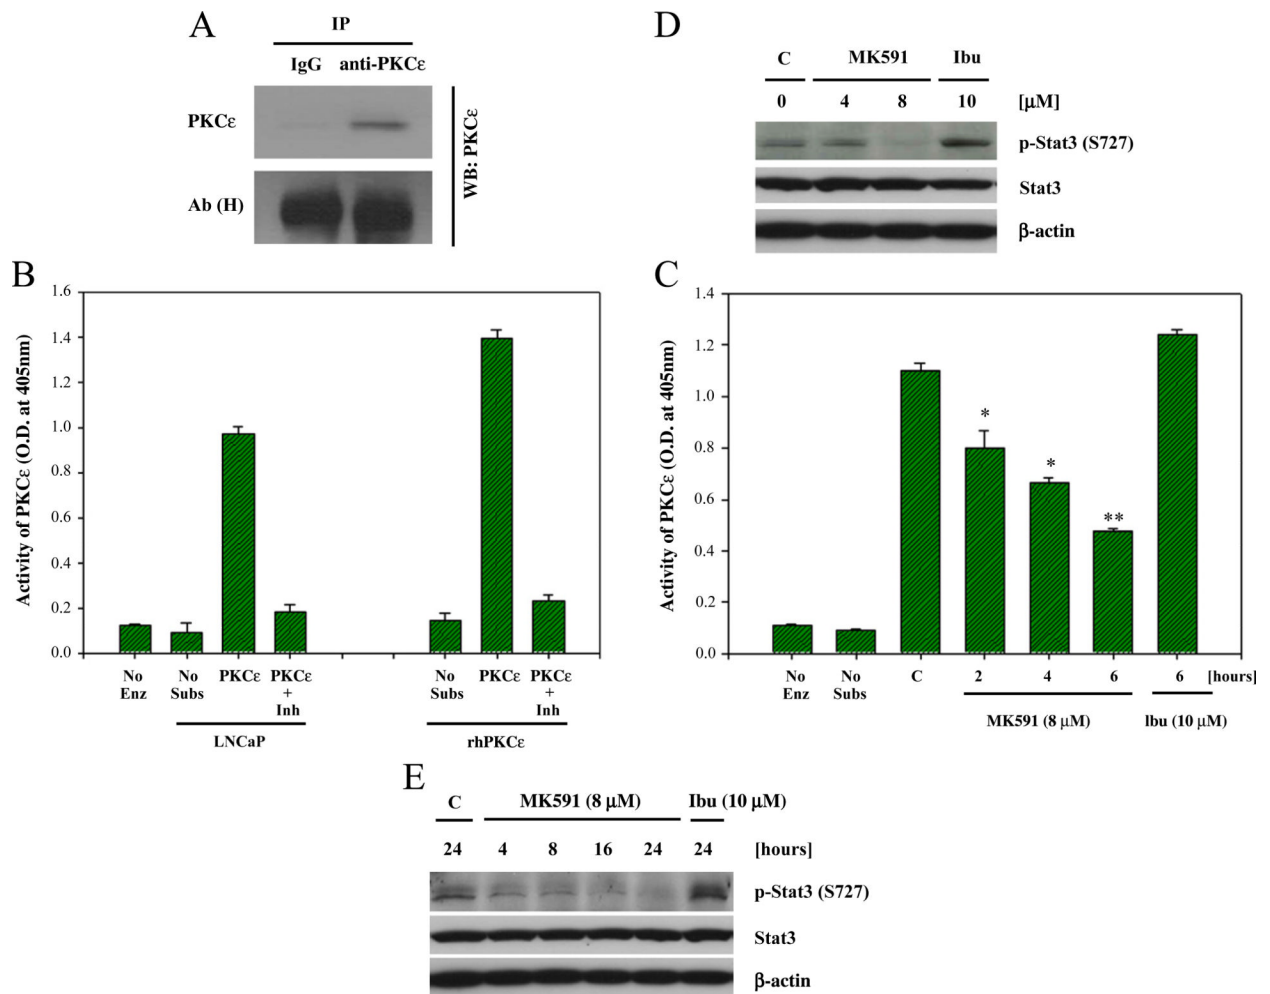 A
IP
IgG anti-PKCε
PKCε
Ab (H)
WB: PKCε
D
C MK591 Ibu
0 4 8 10 [μM]
p-Stat3 (S727)
Stat3
β-actin
B
Activity of PKCε (O.D. at 405nm)
1.6
1.4
1.2
1.0
0.8
0.6
0.4
0.2
0.0
No Enz
No Subs
PKCε
PKCε + Inh
No Subs
PKCε
PKCε + Inh
LNCaP
rhPKCε
C
Activity of PKCε (O.D. at 405nm)
1.4
1.2
1.0
0.8
0.6
0.4
0.2
0.0
*
*
**
No Enz
No Subs
C
2 4 6 6 [hours]
MK591 (8 μM) Ibu (10 μM)
E
C MK591 (8 μM) Ibu (10 μM)
24 4 8 16 24 24 [hours]
p-Stat3 (S727)
Stat3
β-actin